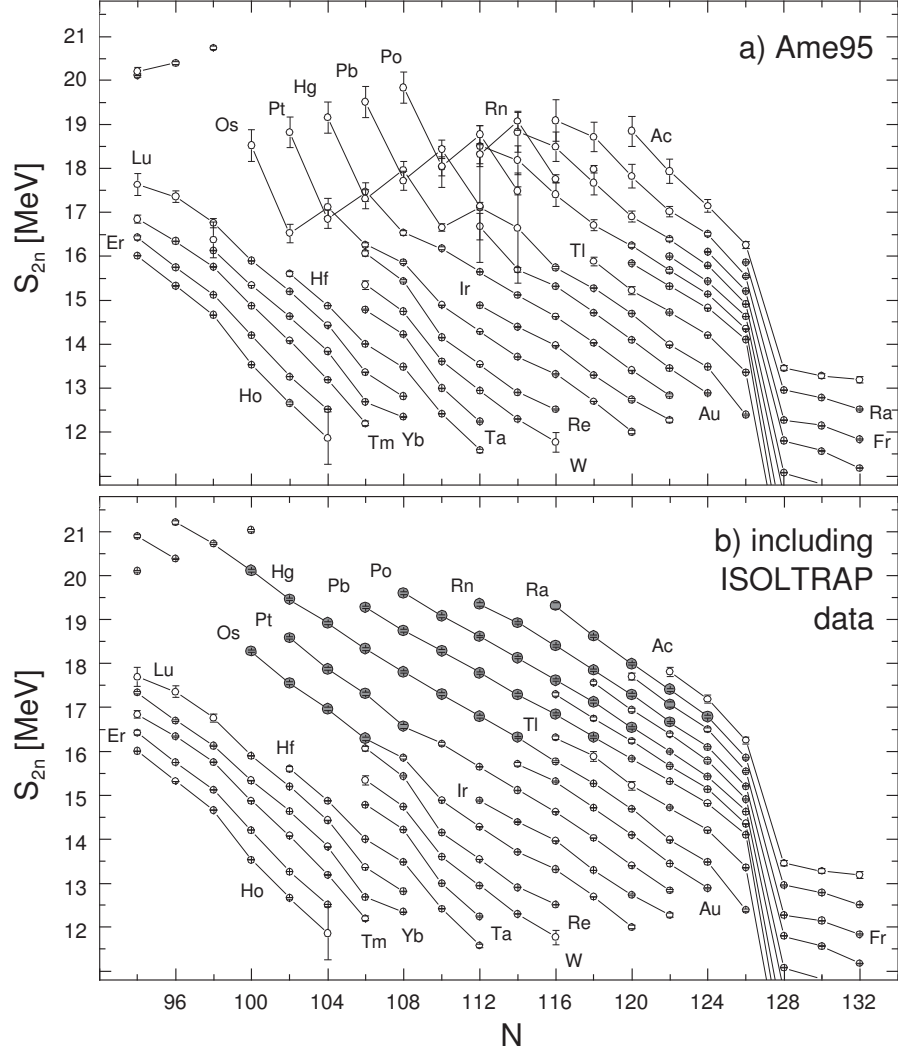 a) Ame95
S2n [MeV]
21
20
19
18
17
16
15
14
13
12
Po
Pb
Hg
Pt
Os
Rn
Ac
Lu
Er
Tl
Hf
Ir
Ho
Tm
Yb
Ta
Re
W
Au
Ra
Fr
b) including
ISOLTRAP
data
S2n [MeV]
21
20
19
18
17
16
15
14
13
12
Hg
Pb
Po
Rn
Ra
Pt
Os
Ac
Lu
Er
Tl
Hf
Ir
Ho
Tm
Yb
Ta
Re
W
Au
Fr
96 100 104 108 112 116 120 124 128 132
N